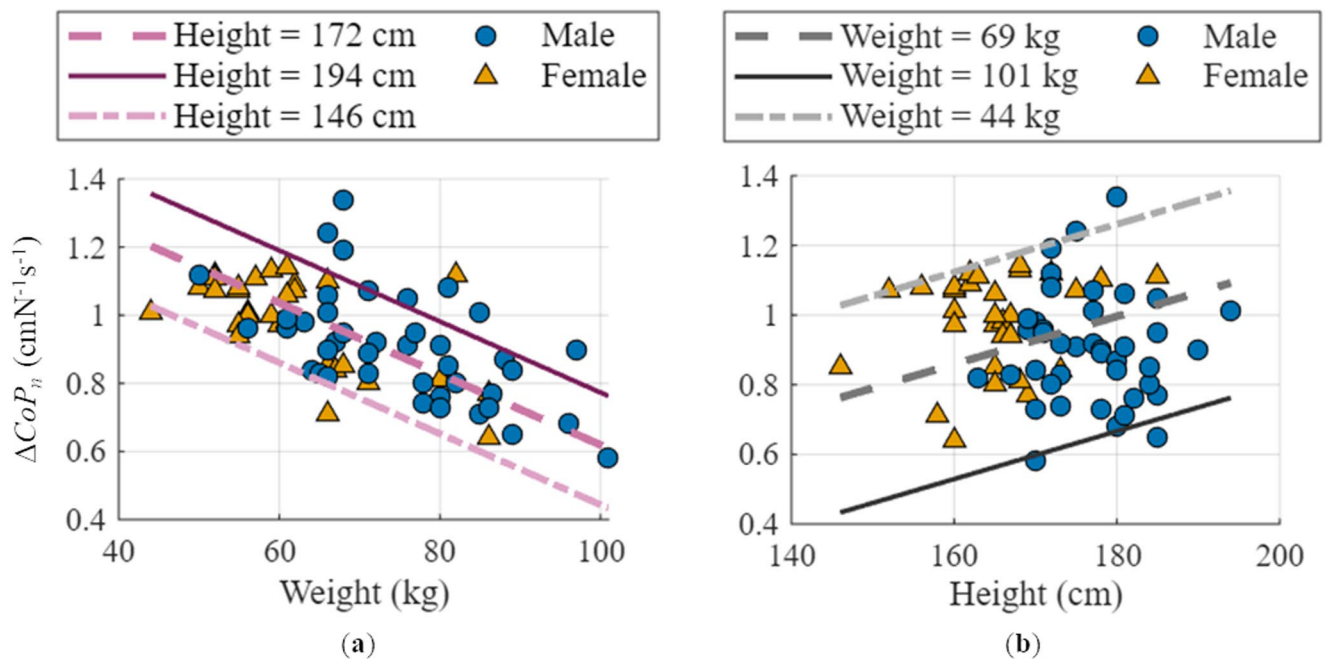 Height = 172 cm Male
Height = 194 cm Female
Height = 146 cm
Weight = 69 kg Male
Weight = 101 kg Female
Weight = 44 kg
ΔCoPₙ (cmN⁻¹s⁻¹)
1.4
1.2
1
0.8
0.6
0.4
40 60 80 100
Weight (kg)
(a)
1.4
1.2
1
0.8
0.6
0.4
140 160 180 200
Height (cm)
(b)